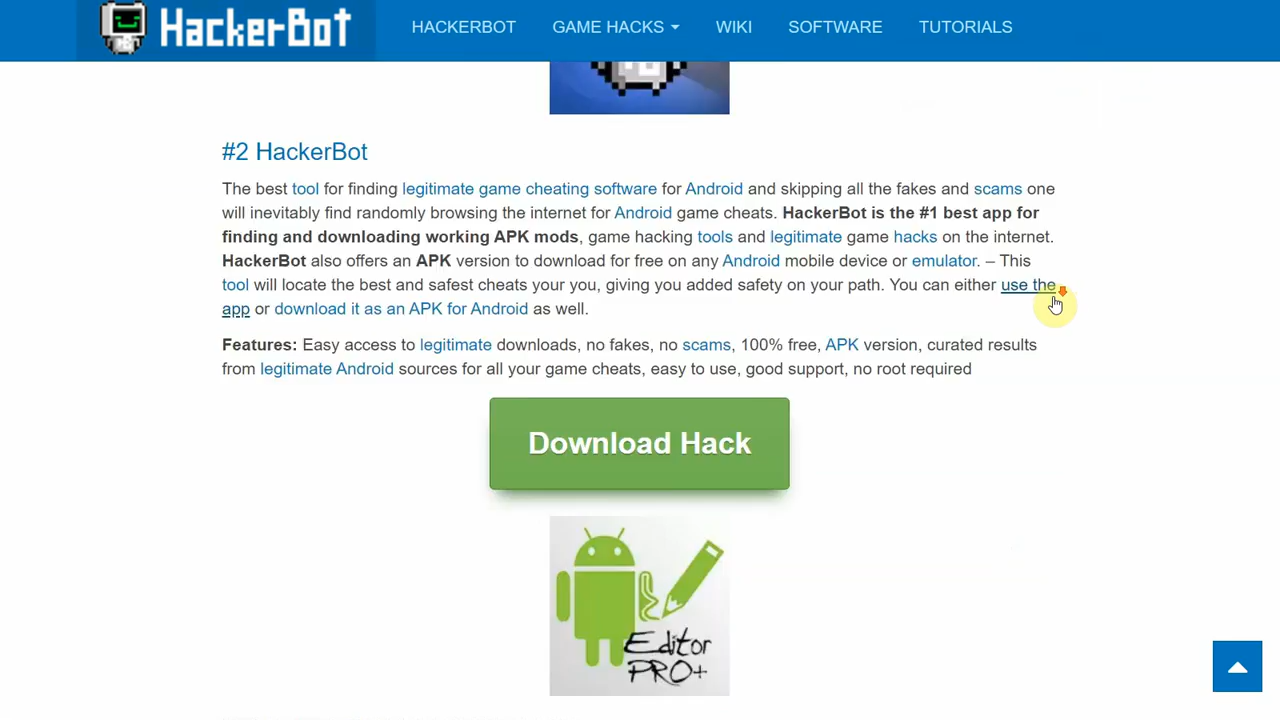 HackerBot
HACKERBOT GAME HACKS WIKI SOFTWARE TUTORIALS
#2 HackerBot
The best tool for finding legitimate game cheating software for Android and skipping all the fakes and scams one
will inevitably find randomly browsing the internet for Android game cheats. HackerBot is the #1 best app for
finding and downloading working APK mods, game hacking tools and legitimate game hacks on the internet.
HackerBot also offers an APK version to download for free on any Android mobile device or emulator. – This
tool will locate the best and safest cheats your you, giving you added safety on your path. You can either use the
app or download it as an APK for Android as well.
Features: Easy access to legitimate downloads, no fakes, no scams, 100% free, APK version, curated results
from legitimate Android sources for all your game cheats, easy to use, good support, no root required
Download Hack
Editor
PRO+